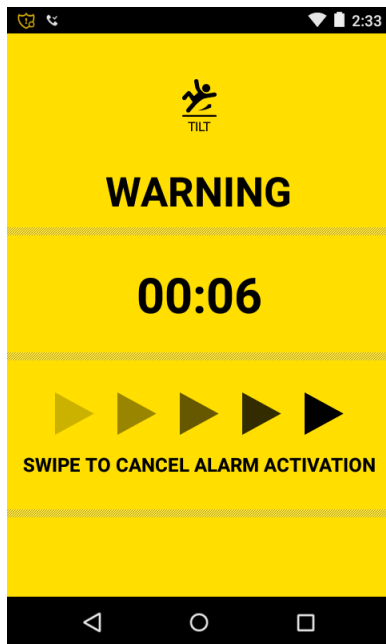 2:33
TILT
WARNING
00:06
SWIPE TO CANCEL ALARM ACTIVATION